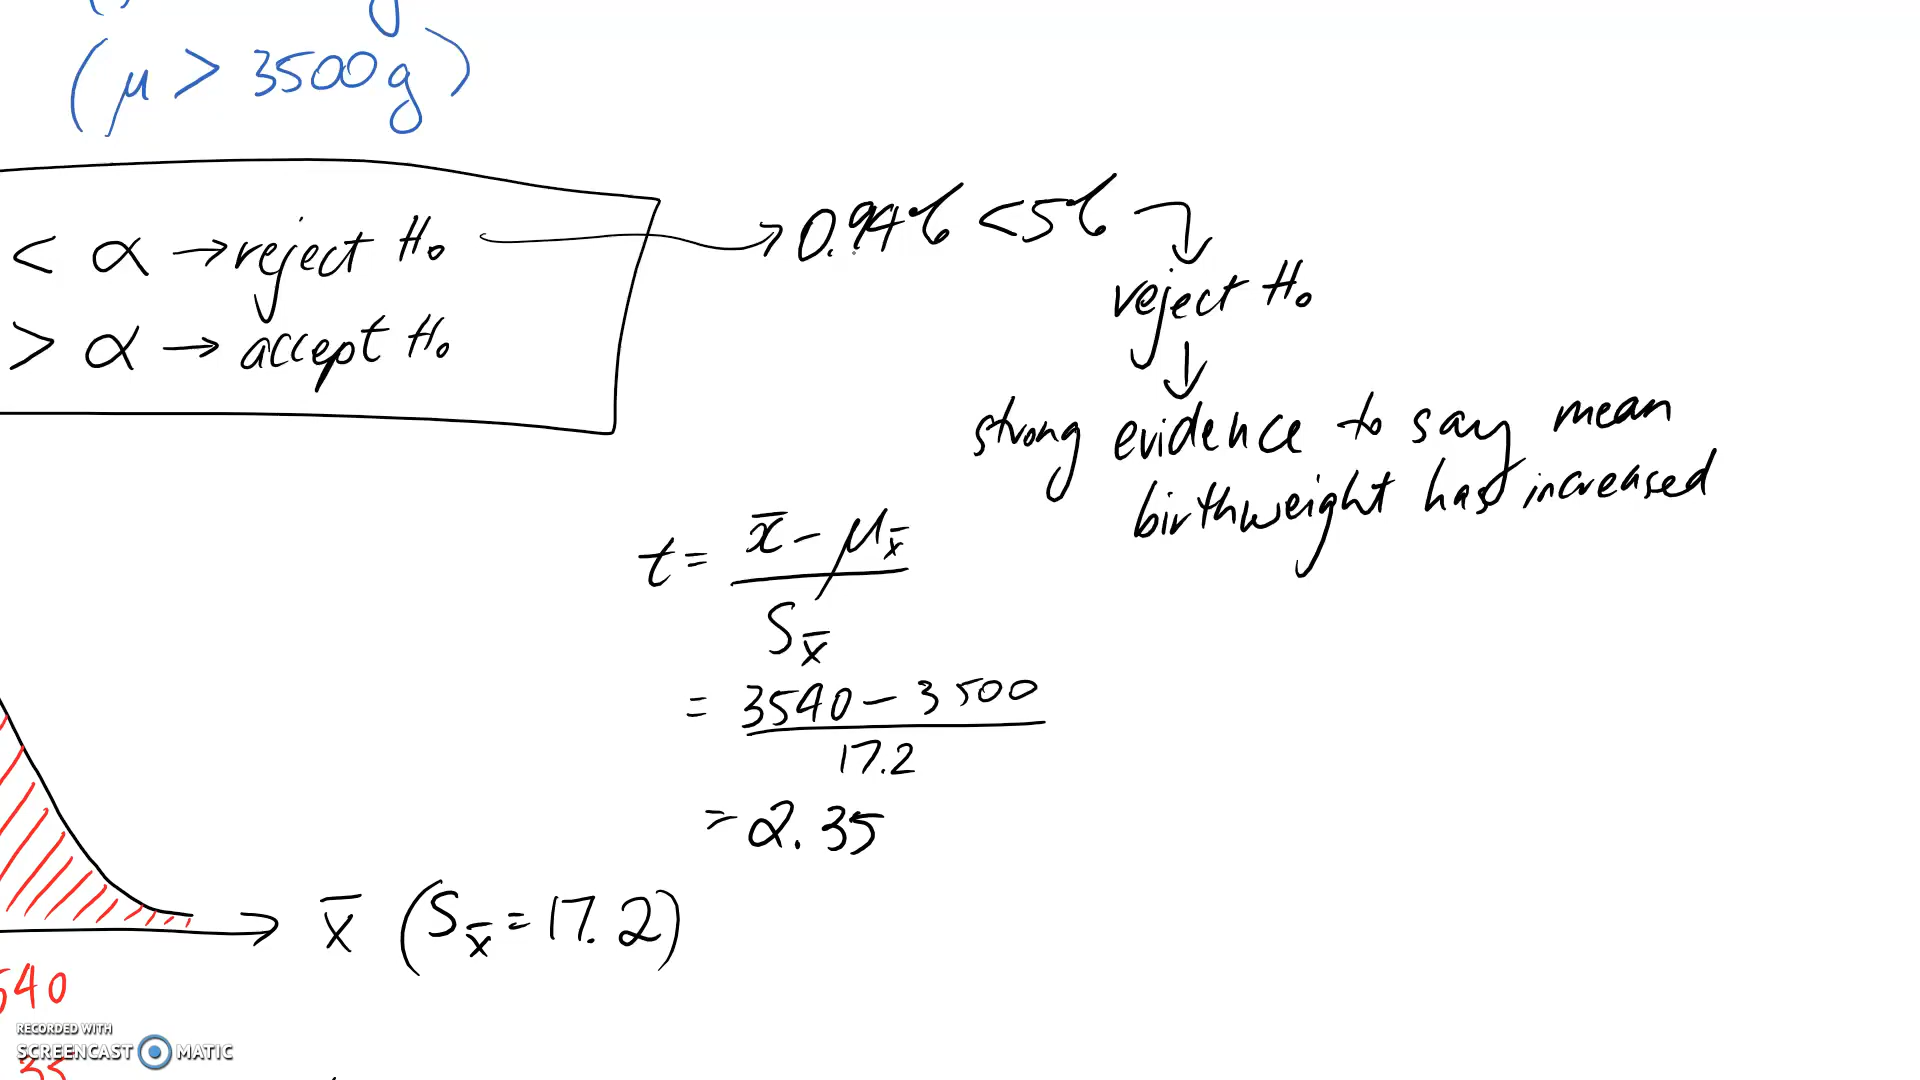 (μ > 3500g)
< α → reject H₀ → 0.94% < 5%
reject H₀
> α → accept H₀
strong evidence to say mean
birthweight has increased
t = x̄ - μx̄
Sx̄
= 3540 - 3500
17.2
= 2.35
x̄ (Sx̄ = 17.2)
540
RECORDED WITH
SCREENCAST MATIC
35